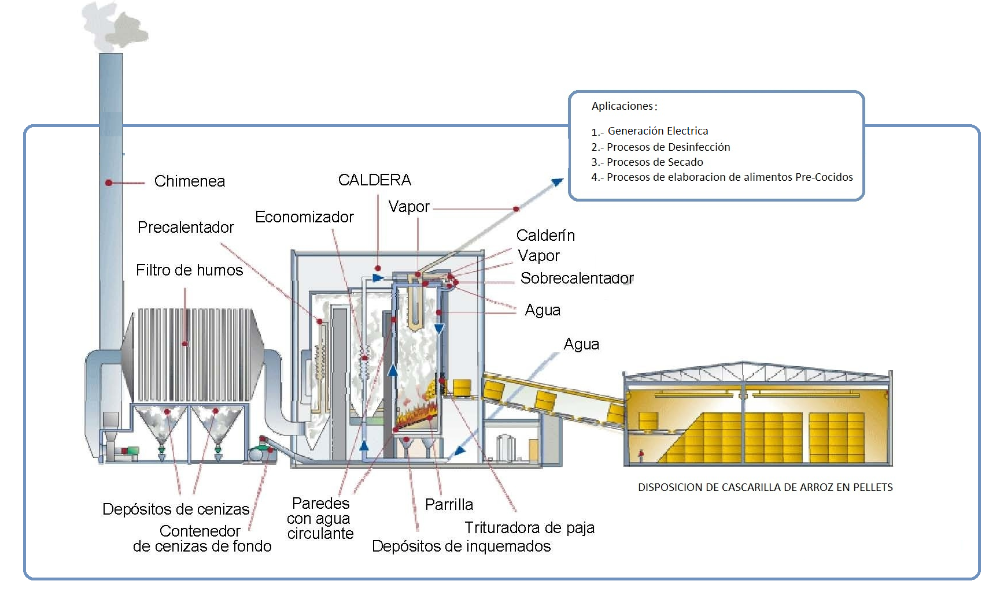 Aplicaciones:
1.- Generación Electrica
2.- Procesos de Desinfección
3.- Procesos de Secado
4.- Procesos de elaboracion de alimentos Pre-Cocidos
Chimenea
CALDERA
Vapor
Economizador
Precalentador
Calderín
Vapor
Filtro de humos
Sobrecalentador
Agua
Agua
DISPOSICION DE CASCARILLA DE ARROZ EN PELLETS
Depósitos de cenizas
Contenedor
de cenizas de fondo
Paredes
con agua
circulante
Parrilla
Trituradora de paja
Depósitos de inquemados